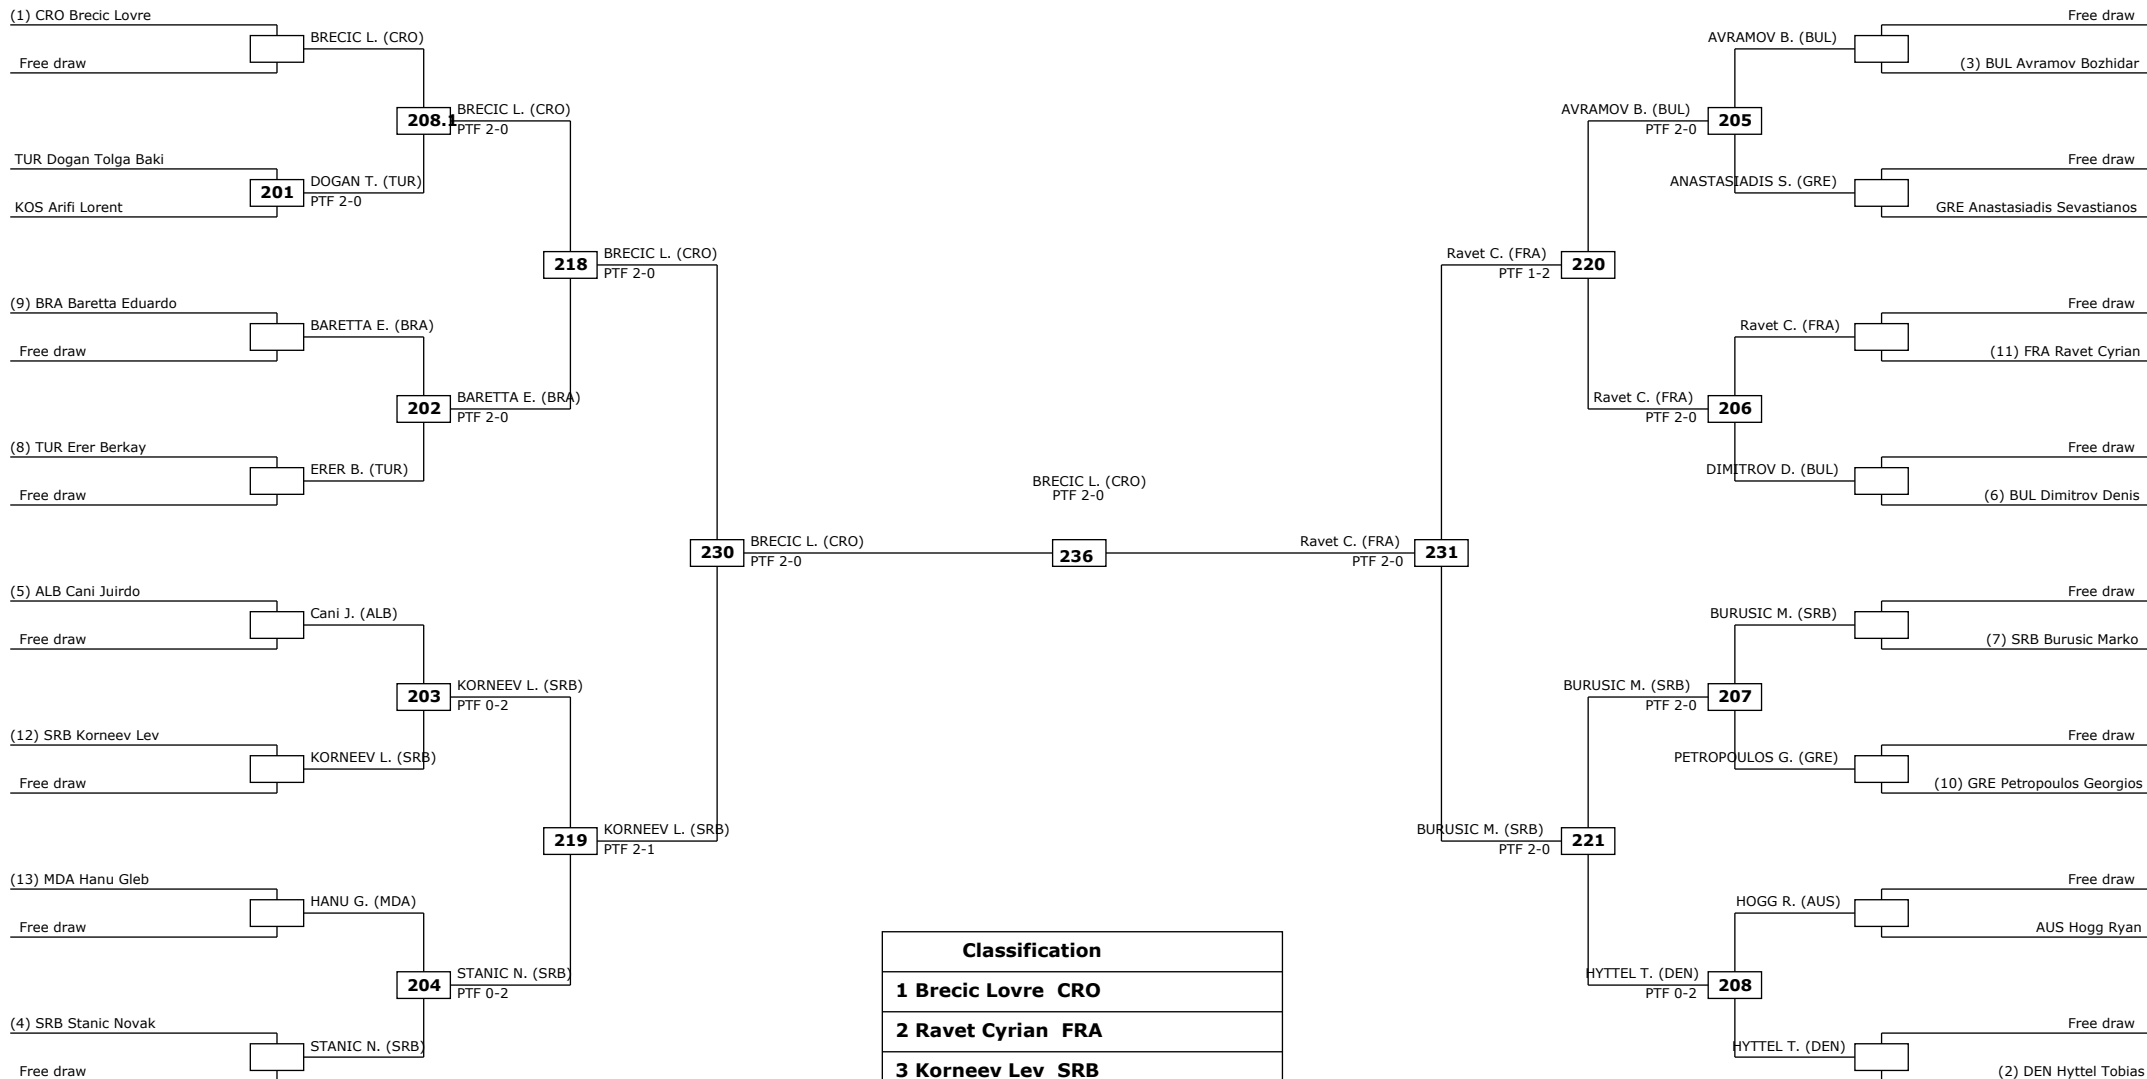 (1) CRO Brecic Lovre
Free draw
BRECIC L. (CRO)
208.1
BRECIC L. (CRO)
PTF 2-0
TUR Dogan Tolga Baki
201
DOGAN T. (TUR)
PTF 2-0
KOS Arifi Lorent
218
BRECIC L. (CRO)
PTF 2-0
(9) BRA Baretta Eduardo
BARETTA E. (BRA)
Free draw
202
BARETTA E. (BRA)
PTF 2-0
(8) TUR Erer Berkay
ERER B. (TUR)
Free draw
230
BRECIC L. (CRO)
PTF 2-0
(5) ALB Cani Juirdo
Cani J. (ALB)
Free draw
203
KORNEEV L. (SRB)
PTF 0-2
(12) SRB Korneev Lev
KORNEEV L. (SRB)
Free draw
219
KORNEEV L. (SRB)
PTF 2-1
(13) MDA Hanu Gleb
HANU G. (MDA)
Free draw
204
STANIC N. (SRB)
PTF 0-2
(4) SRB Stanic Novak
STANIC N. (SRB)
Free draw
BRECIC L. (CRO)
PTF 2-0
236
Classification
1 Brecic Lovre CRO
2 Ravet Cyrian FRA
3 Korneev Lev SRB
Free draw
AVRAMOV B. (BUL)
(3) BUL Avramov Bozhidar
AVRAMOV B. (BUL)
PTF 2-0
205
Free draw
ANASTASIADIS S. (GRE)
GRE Anastasiadis Sevastianos
Ravet C. (FRA)
PTF 1-2
220
Free draw
Ravet C. (FRA)
(11) FRA Ravet Cyrian
Ravet C. (FRA)
PTF 2-0
206
Free draw
DIMITROV D. (BUL)
(6) BUL Dimitrov Denis
Ravet C. (FRA)
PTF 2-0
231
Free draw
BURUSIC M. (SRB)
(7) SRB Burusic Marko
BURUSIC M. (SRB)
PTF 2-0
207
Free draw
PETROPOULOS G. (GRE)
(10) GRE Petropoulos Georgios
BURUSIC M. (SRB)
PTF 2-0
221
Free draw
HOGG R. (AUS)
AUS Hogg Ryan
HYTTEL T. (DEN)
PTF 0-2
208
Free draw
HYTTEL T. (DEN)
(2) DEN Hyttel Tobias